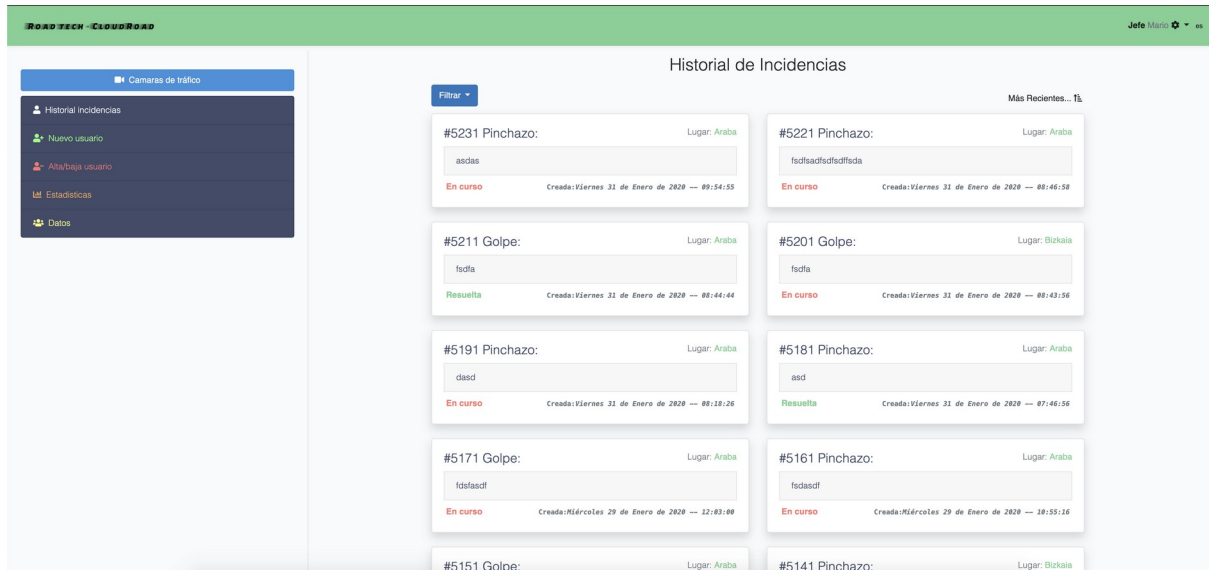 ROAD TECH - CLOUDROAD
Jefe Mario es
Camaras de tráfico
Historial incidencias
Nuevo usuario
Alta/baja usuario
Estadisticas
Datos
Historial de Incidencias
Filtrar
Más Recientes...
#5231 Pinchazo: Lugar: Araba
asdas
En curso Creada:Viernes 31 de Enero de 2020 —— 09:54:55
#5221 Pinchazo: Lugar: Araba
fsdfsadfsdfsdffsda
En curso Creada:Viernes 31 de Enero de 2020 —— 08:46:58
#5211 Golpe: Lugar: Araba
fsdfa
Resuelta Creada:Viernes 31 de Enero de 2020 —— 08:44:44
#5201 Golpe: Lugar: Bizkaia
fsdfa
En curso Creada:Viernes 31 de Enero de 2020 —— 08:43:56
#5191 Pinchazo: Lugar: Araba
dasd
En curso Creada:Viernes 31 de Enero de 2020 —— 08:18:26
#5181 Pinchazo: Lugar: Araba
asd
Resuelta Creada:Viernes 31 de Enero de 2020 —— 07:46:56
#5171 Golpe: Lugar: Araba
fdsfasdf
En curso Creada:Miércoles 29 de Enero de 2020 —— 12:03:00
#5161 Pinchazo: Lugar: Araba
fsdasdf
En curso Creada:Miércoles 29 de Enero de 2020 —— 10:55:16
#5151 Golpe: Lugar: Araba
#5141 Pinchazo: Lugar: Bizkaia